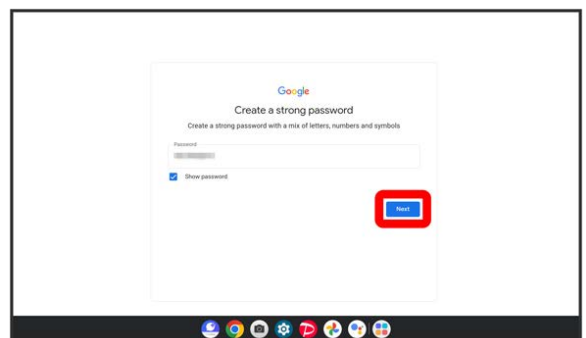 Google
Create a strong password
Create a strong password with a mix of letters, numbers and symbols
Password
Show password
Next